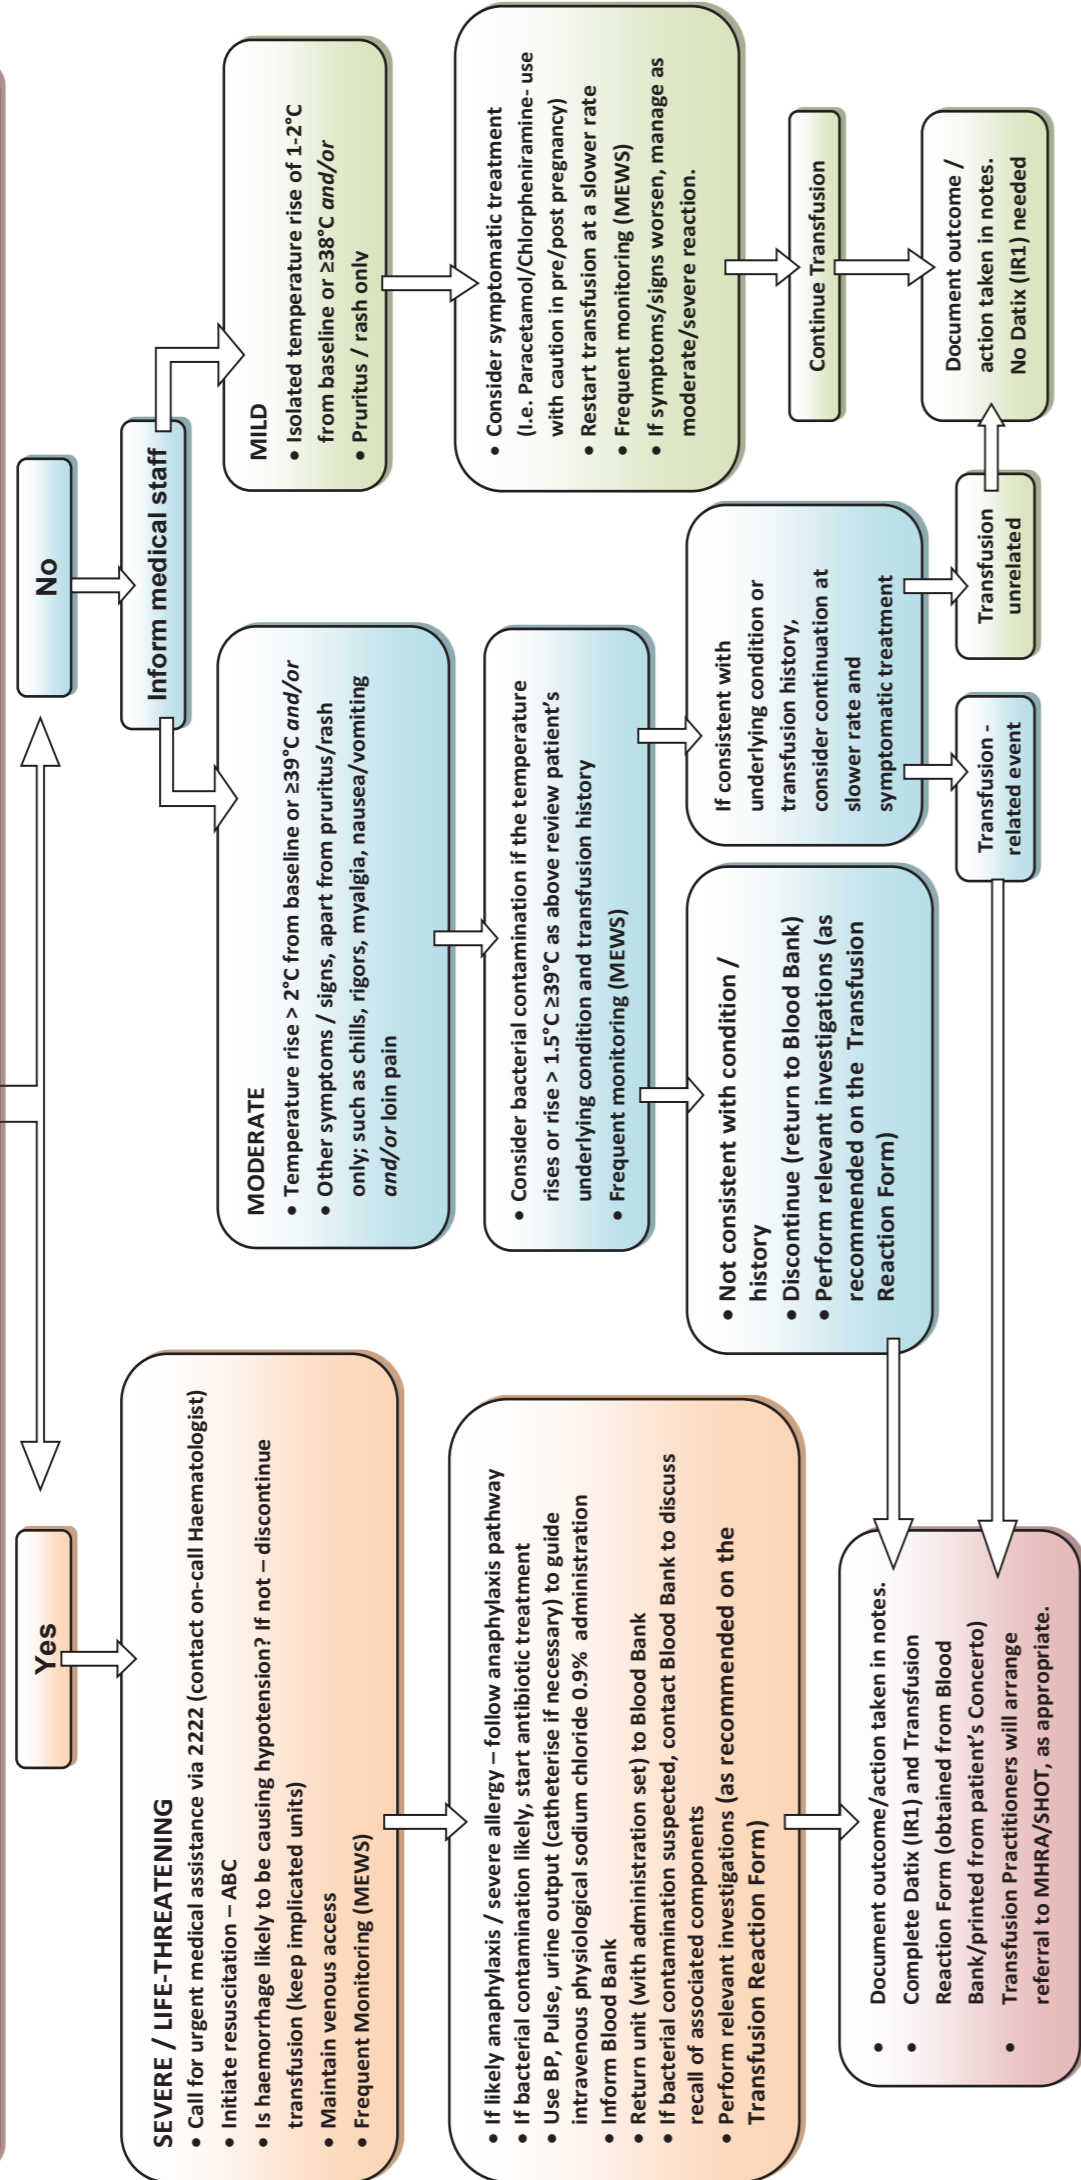 Yes
No
SEVERE / LIFE-THREATENING
• Call for urgent medical assistance via 2222 (contact on-call Haematologist)
• Initiate resuscitation – ABC
• Is haemorrhage likely to be causing hypotension? If not – discontinue
transfusion (keep implicated units)
• Maintain venous access
• Frequent Monitoring (MEWS)
• If likely anaphylaxis / severe allergy – follow anaphylaxis pathway
• If bacterial contamination likely, start antibiotic treatment
• Use BP, Pulse, urine output (catheterise if necessary) to guide
intravenous physiological sodium chloride 0.9% administration
• Inform Blood Bank
• Return unit (with administration set) to Blood Bank
• If bacterial contamination suspected, contact Blood Bank to discuss
recall of associated components
• Perform relevant investigations (as recommended on the
Transfusion Reaction Form)
• Document outcome/action taken in notes.
• Complete Datix (IR1) and Transfusion
Reaction Form (obtained from Blood
Bank/printed from patient's Concerto)
• Transfusion Practitioners will arrange
referral to MHRA/SHOT, as appropriate.
Inform medical staff
MODERATE
• Temperature rise > 2°C from baseline or ≥39°C and/or
• Other symptoms / signs, apart from pruritus/rash
only; such as chills, rigors, myalgia, nausea/vomiting
and/or loin pain
• Consider bacterial contamination if the temperature
rises or rise > 1.5°C ≥39°C as above review patient's
underlying condition and transfusion history
• Frequent monitoring (MEWS)
• Not consistent with condition /
history
• Discontinue (return to Blood Bank)
• Perform relevant investigations (as
recommended on the Transfusion
Reaction Form)
If consistent with
underlying condition or
transfusion history,
consider continuation at
slower rate and
symptomatic treatment
Transfusion -
related event
Transfusion
unrelated
MILD
• Isolated temperature rise of 1-2°C
from baseline or ≥38°C and/or
• Pruritus / rash only
• Consider symptomatic treatment
(I.e. Paracetamol/Chlorpheniramine- use
with caution in pre/post pregnancy)
• Restart transfusion at a slower rate
• Frequent monitoring (MEWS)
• If symptoms/signs worsen, manage as
moderate/severe reaction.
Continue Transfusion
Document outcome /
action taken in notes.
No Datix (IR1) needed